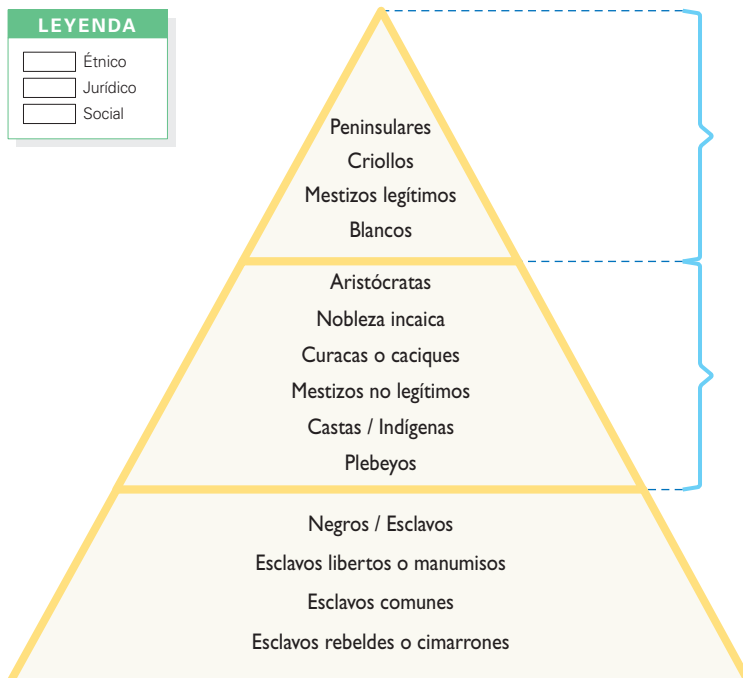 LEYENDA
Étnico
Jurídico
Social
Peninsulares
Criollos
Mestizos legítimos
Blancos
Aristócratas
Nobleza incaica
Curacas o caciques
Mestizos no legítimos
Castas / Indígenas
Plebeyos
Negros / Esclavos
Esclavos libertos o manumisos
Esclavos comunes
Esclavos rebeldes o cimarrones